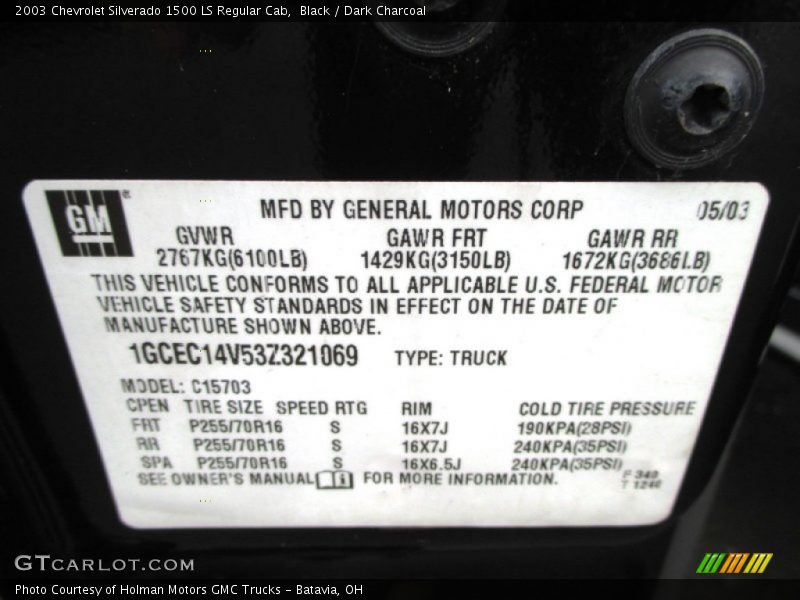 2003 Chevrolet Silverado 1500 LS Regular Cab, Black / Dark Charcoal
GM
MFD BY GENERAL MOTORS CORP 05/03
GVWR GAWR FRT GAWR RR
2767KG(6100LB) 1429KG(3150LB) 1672KG(3686LB)
THIS VEHICLE CONFORMS TO ALL APPLICABLE U.S. FEDERAL MOTOR
VEHICLE SAFETY STANDARDS IN EFFECT ON THE DATE OF
MANUFACTURE SHOWN ABOVE.
1GCEC14V53Z321069 TYPE: TRUCK
MODEL: C15703
CPEN TIRE SIZE SPEED RTG RIM COLD TIRE PRESSURE
FRT P255/70R16 S 16X7J 190KPA(28PSI)
RR P255/70R16 S 16X7J 240KPA(35PSI)
SPA P255/70R16 S 16X6.5J 240KPA(35PSI)
SEE OWNER'S MANUAL FOR MORE INFORMATION.
F 340
T 1246
GTCARLOT.COM
Photo Courtesy of Holman Motors GMC Trucks - Batavia, OH